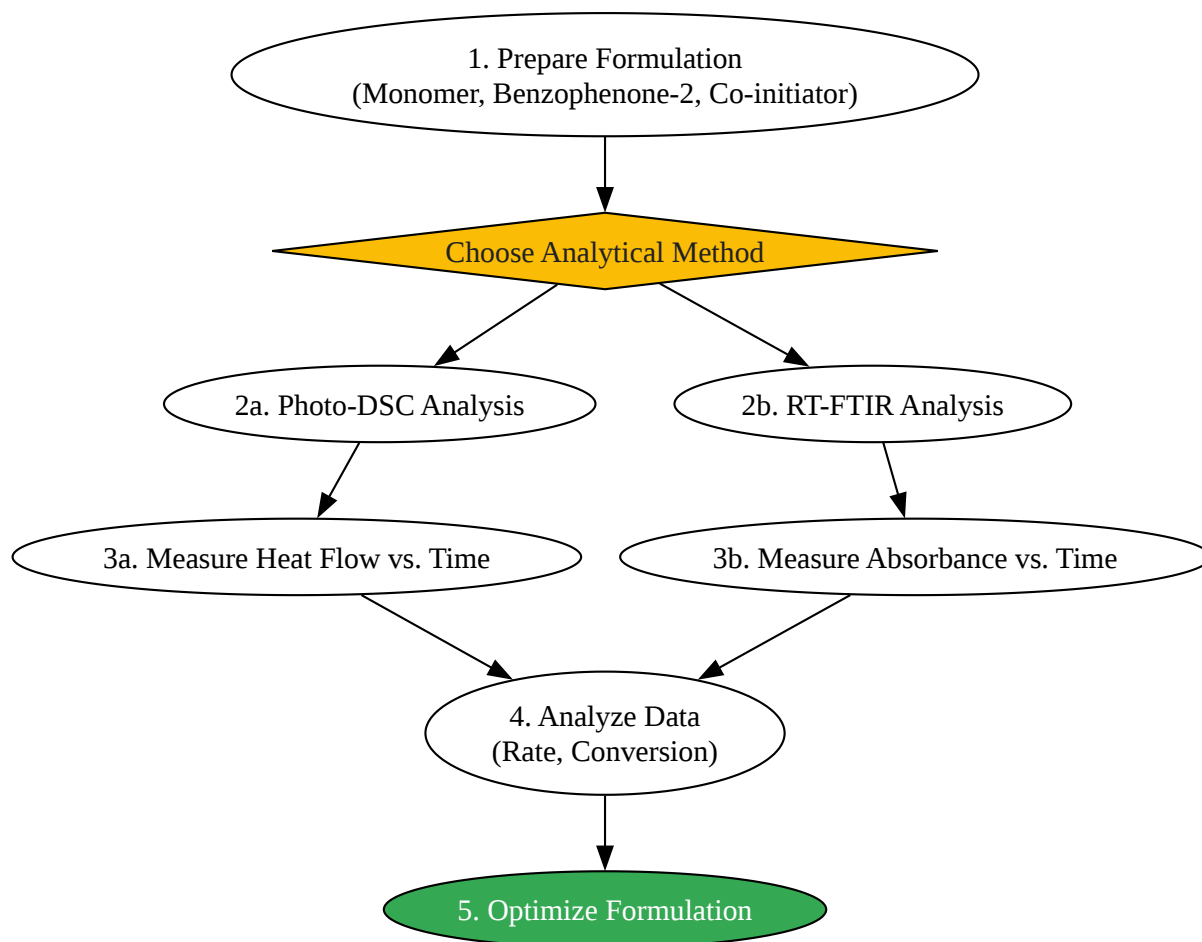 1. Prepare Formulation
(Monomer, Benzophenone-2, Co-initiator)
Choose Analytical Method
2a. Photo-DSC Analysis
2b. RT-FTIR Analysis
3a. Measure Heat Flow vs. Time
3b. Measure Absorbance vs. Time
4. Analyze Data
(Rate, Conversion)
5. Optimize Formulation